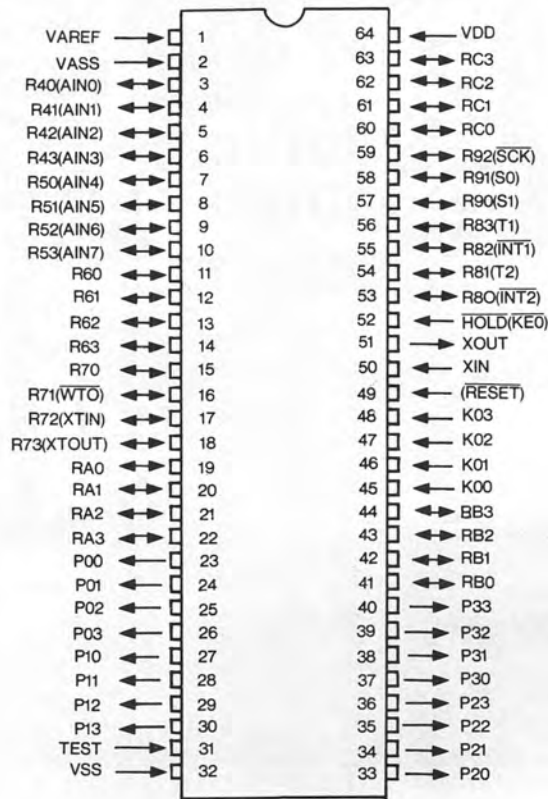 VAREF 1 64 VDD
VASS 2 63 RC3
R40(AIN0) 3 62 RC2
R41(AIN1) 4 61 RC1
R42(AIN2) 5 60 RC0
R43(AIN3) 6 59 R92(SCK)
R50(AIN4) 7 58 R91(S0)
R51(AIN5) 8 57 R90(S1)
R52(AIN6) 9 56 R83(T1)
R53(AIN7) 10 55 R82(INT1)
R60 11 54 R81(T2)
R61 12 53 R8O(INT2)
R62 13 52 HOLD(KE0)
R63 14 51 XOUT
R70 15 50 XIN
R71(WTO) 16 49 (RESET)
R72(XTIN) 17 48 K03
R73(XTOUT) 18 47 K02
RA0 19 46 K01
RA1 20 45 K00
RA2 21 44 BB3
RA3 22 43 RB2
P00 23 42 RB1
P01 24 41 RB0
P02 25 40 P33
P03 26 39 P32
P10 27 38 P31
P11 28 37 P30
P12 29 36 P23
P13 30 35 P22
TEST 31 34 P21
VSS 32 33 P20